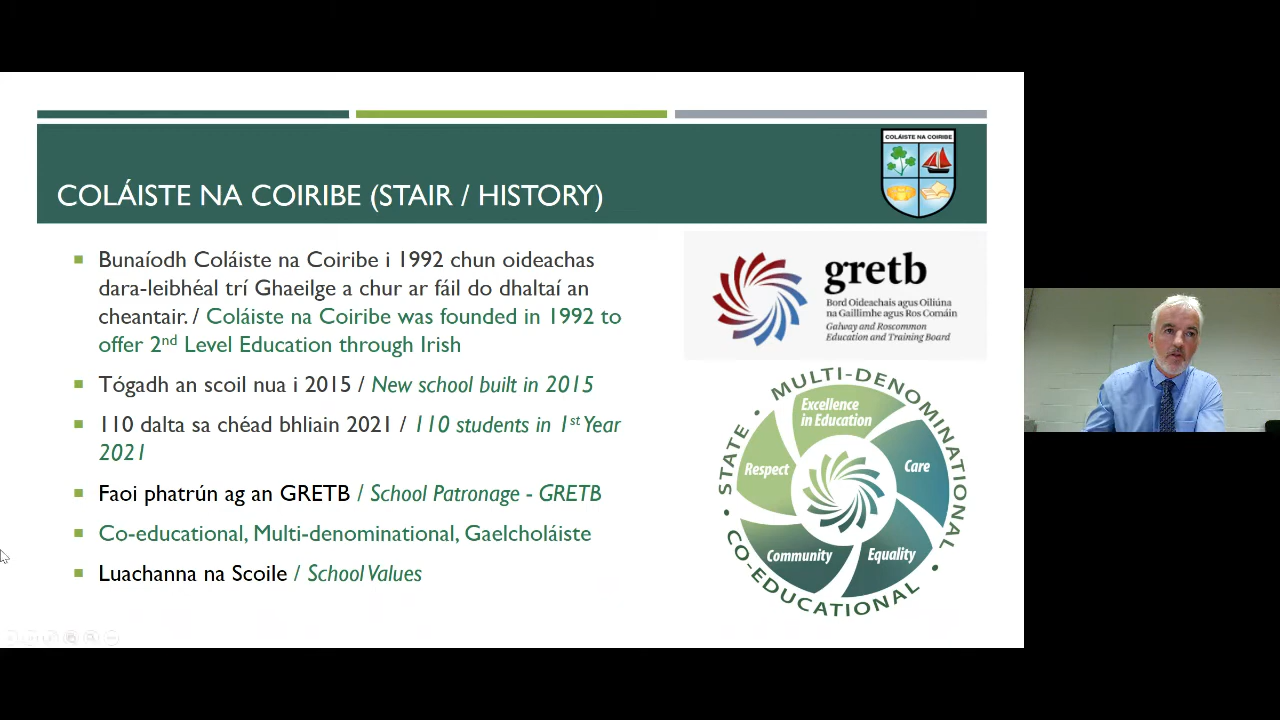 COLÁISTE NA COIRIBE (STAIR / HISTORY)
COLÁISTE NA COIRIBE
Bunaíodh Coláiste na Coiribe i 1992 chun oideachas
dara-leibhéal trí Ghaeilge a chur ar fáil do dhaltaí an
cheantair. / Coláiste na Coiribe was founded in 1992 to
offer 2nd Level Education through Irish
Tógadh an scoil nua i 2015 / New school built in 2015
110 dalta sa chéad bhliain 2021 / 110 students in 1st Year
2021
Faoi phatrún ag an GRETB / School Patronage - GRETB
Co-educational, Multi-denominational, Gaelcholáiste
Luachanna na Scoile / School Values
gretb
Bord Oideachais agus Oiliúna
na Gaillimhe agus Ros Comáin
Galway and Roscommon
Education and Training Board
STATE • MULTI-DENOMINATIONAL • CO-EDUCATIONAL •
Excellence
in Education
Respect
Care
Community
Equality